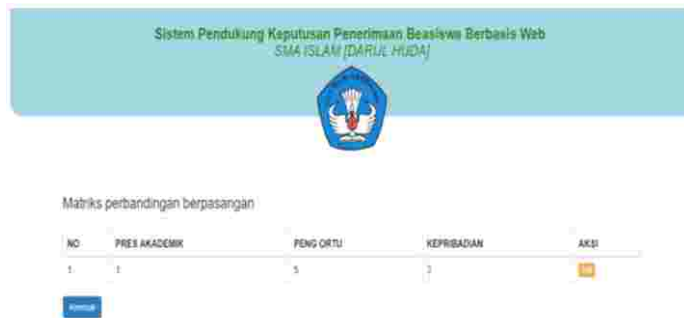 Sistem Pendukung Keputusan Penerimaan Beasiswa Berbasis Web
SMA ISLAM [DARUL HUDA]
Matriks perbandingan berpasangan
NO PRES AKADEMIK PENG ORTU KEPRIBADIAN AKSI
1 1 5 3
Kembali